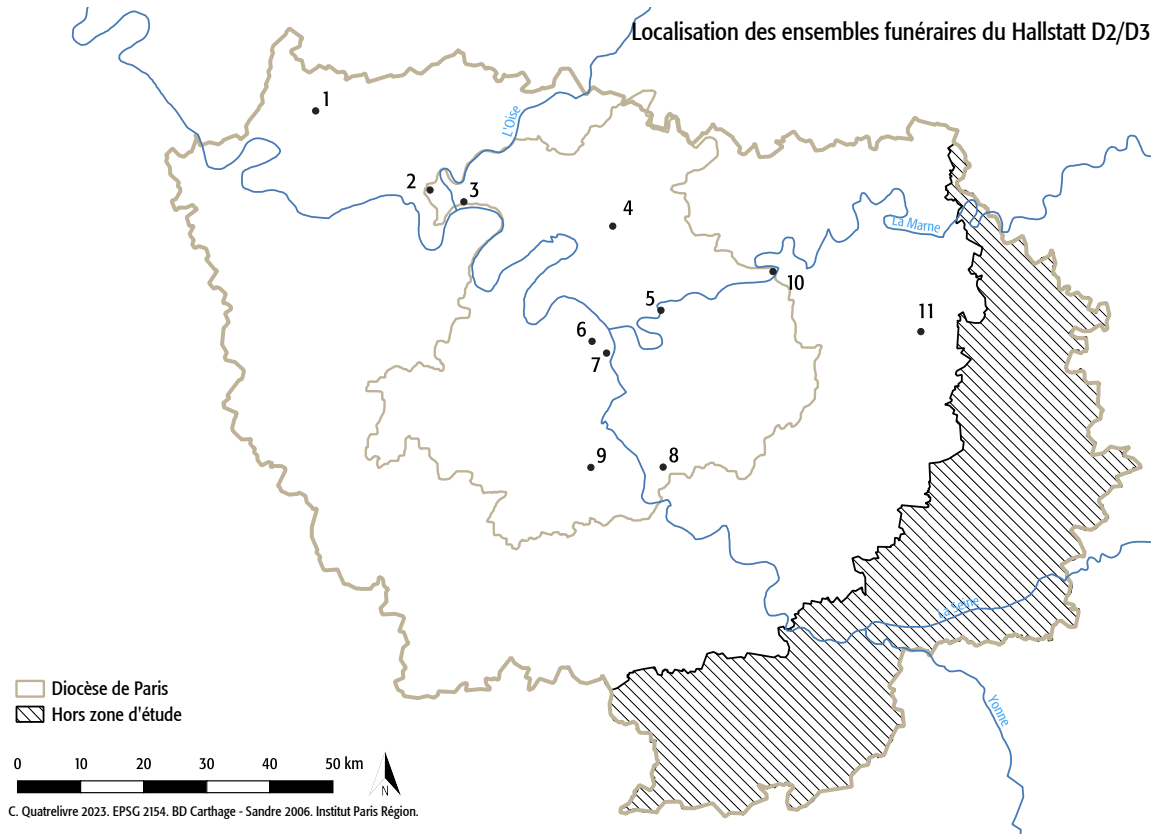 Localisation des ensembles funéraires du Hallstatt D2/D3
1
L'Oise
2
3
4
La Marne
10
5
11
6
7
9
8
La Seine
Yonne
Diocèse de Paris
Hors zone d'étude
0 10 20 30 40 50 km
N
C. Quatrelivre 2023. EPSG 2154. BD Carthage - Sandre 2006. Institut Paris Région.